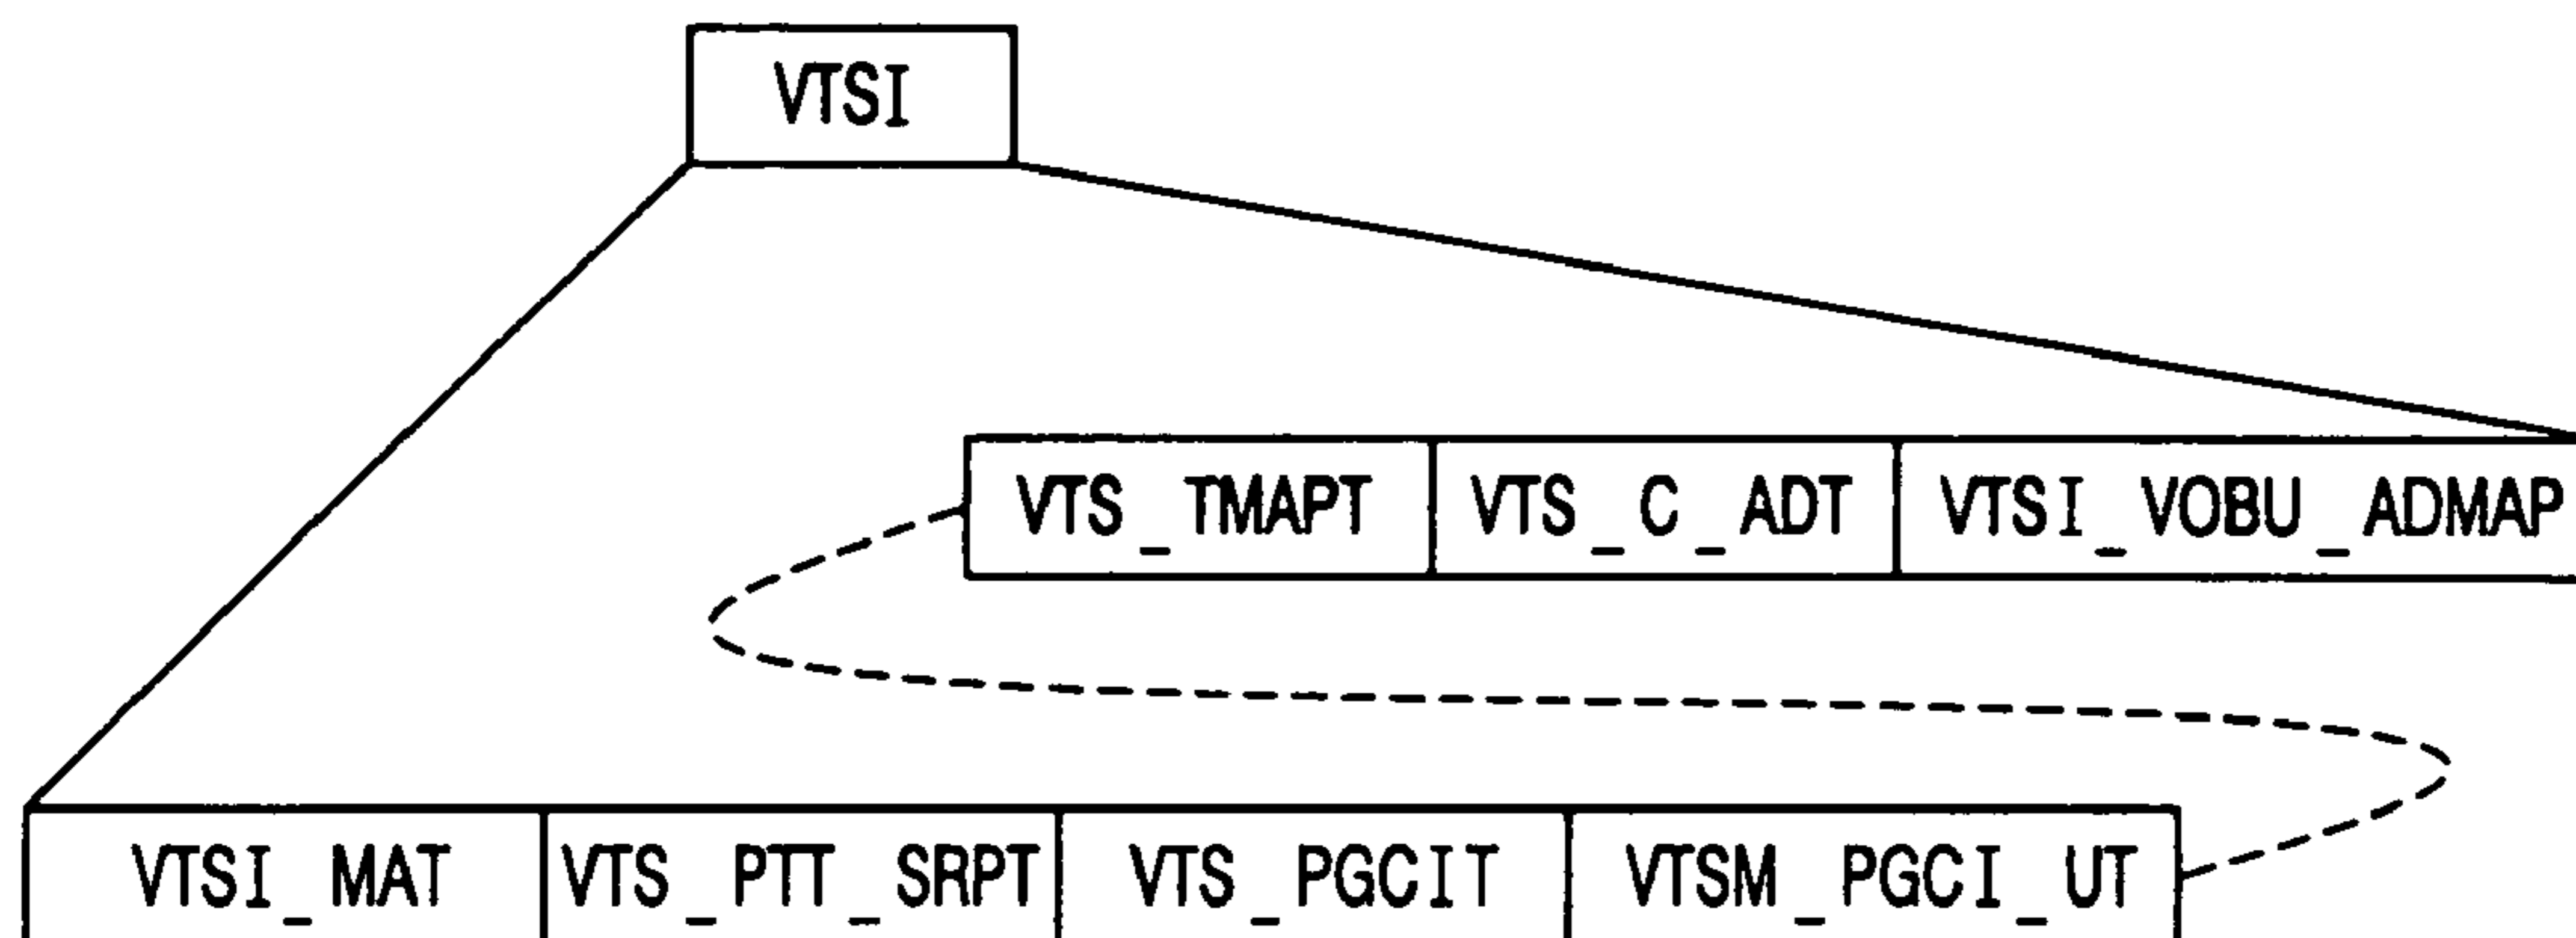 VTSI
VTS_TMAPT VTS_C_ADT VTSI_VOBU_ADMAP
VTSI_MAT VTS_PTT_SRPT VTS_PGCIT VTSM_PGCI_UT